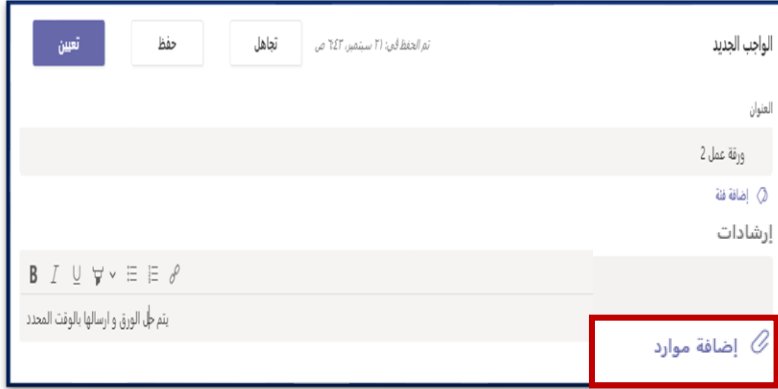 الواجب الجديد
تم الحفظ في: ٢١ سبتمبر، ٦:٤٣ ص
تجاهل
حفظ
تعيين
العنوان
ورقة عمل 2
إضافة فئة
إرشادات
B I U
يتم حل الورق و ارسالها بالوقت المحدد
إضافة موارد